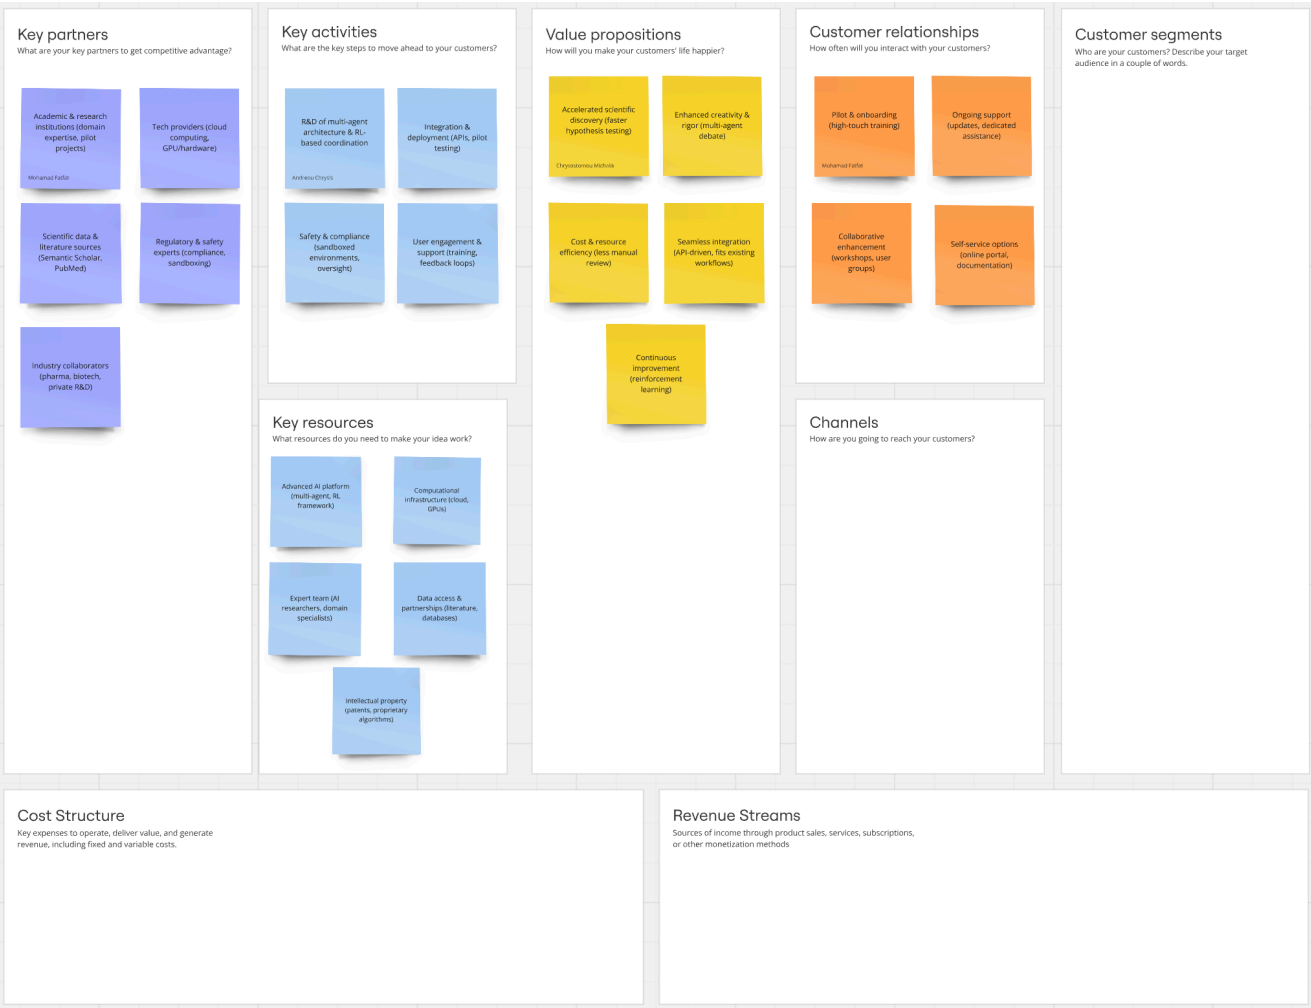 Key partners
What are your key partners to get competitive advantage?
Academic & research
institutions (domain
expertise, pilot
projects)
Mohamad Falfal
Tech providers (cloud
computing,
GPU/hardware)
Scientific data &
literature sources
(Semantic Scholar,
PubMed)
Regulatory & safety
experts (compliance,
sandboxing)
Industry collaborators
(pharma, biotech,
private R&D)
Key activities
What are the key steps to move ahead to your customers?
R&D of multi-agent
architecture & RL-
based coordination
Andreou Chrysis
Integration &
deployment (APIs, pilot
testing)
Safety & compliance
(sandboxed
environments,
oversight)
User engagement &
support (training,
feedback loops)
Key resources
What resources do you need to make your idea work?
Advanced AI platform
(multi-agent, RL
framework)
Computational
infrastructure (cloud,
GPUs)
Expert team (AI
researchers, domain
specialists)
Data access &
partnerships (literature,
databases)
Intellectual property
(patents, proprietary
algorithms)
Value propositions
How will you make your customers' life happier?
Accelerated scientific
discovery (faster
hypothesis testing)
Chrysostomou Michalis
Enhanced creativity &
rigor (multi-agent
debate)
Cost & resource
efficiency (less manual
review)
Seamless integration
(API-driven, fits existing
workflows)
Continuous
improvement
(reinforcement
learning)
Customer relationships
How often will you interact with your customers?
Pilot & onboarding
(high-touch training)
Mohamad Falfal
Ongoing support
(updates, dedicated
assistance)
Collaborative
enhancement
(workshops, user
groups)
Self-service options
(online portal,
documentation)
Channels
How are you going to reach your customers?
Customer segments
Who are your customers? Describe your target
audience in a couple of words.
Cost Structure
Key expenses to operate, deliver value, and generate
revenue, including fixed and variable costs.
Revenue Streams
Sources of income through product sales, services, subscriptions,
or other monetization methods